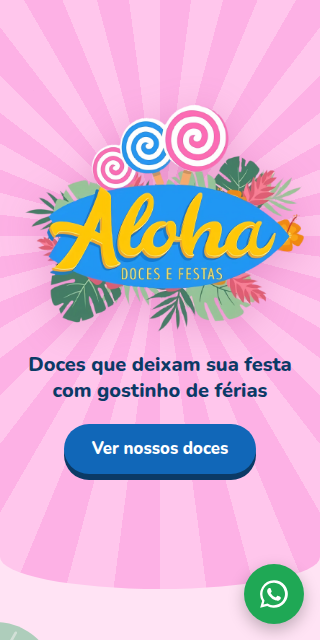 Aloha
DOCES E FESTAS
Doces que deixam sua festa
com gostinho de férias
Ver nossos doces